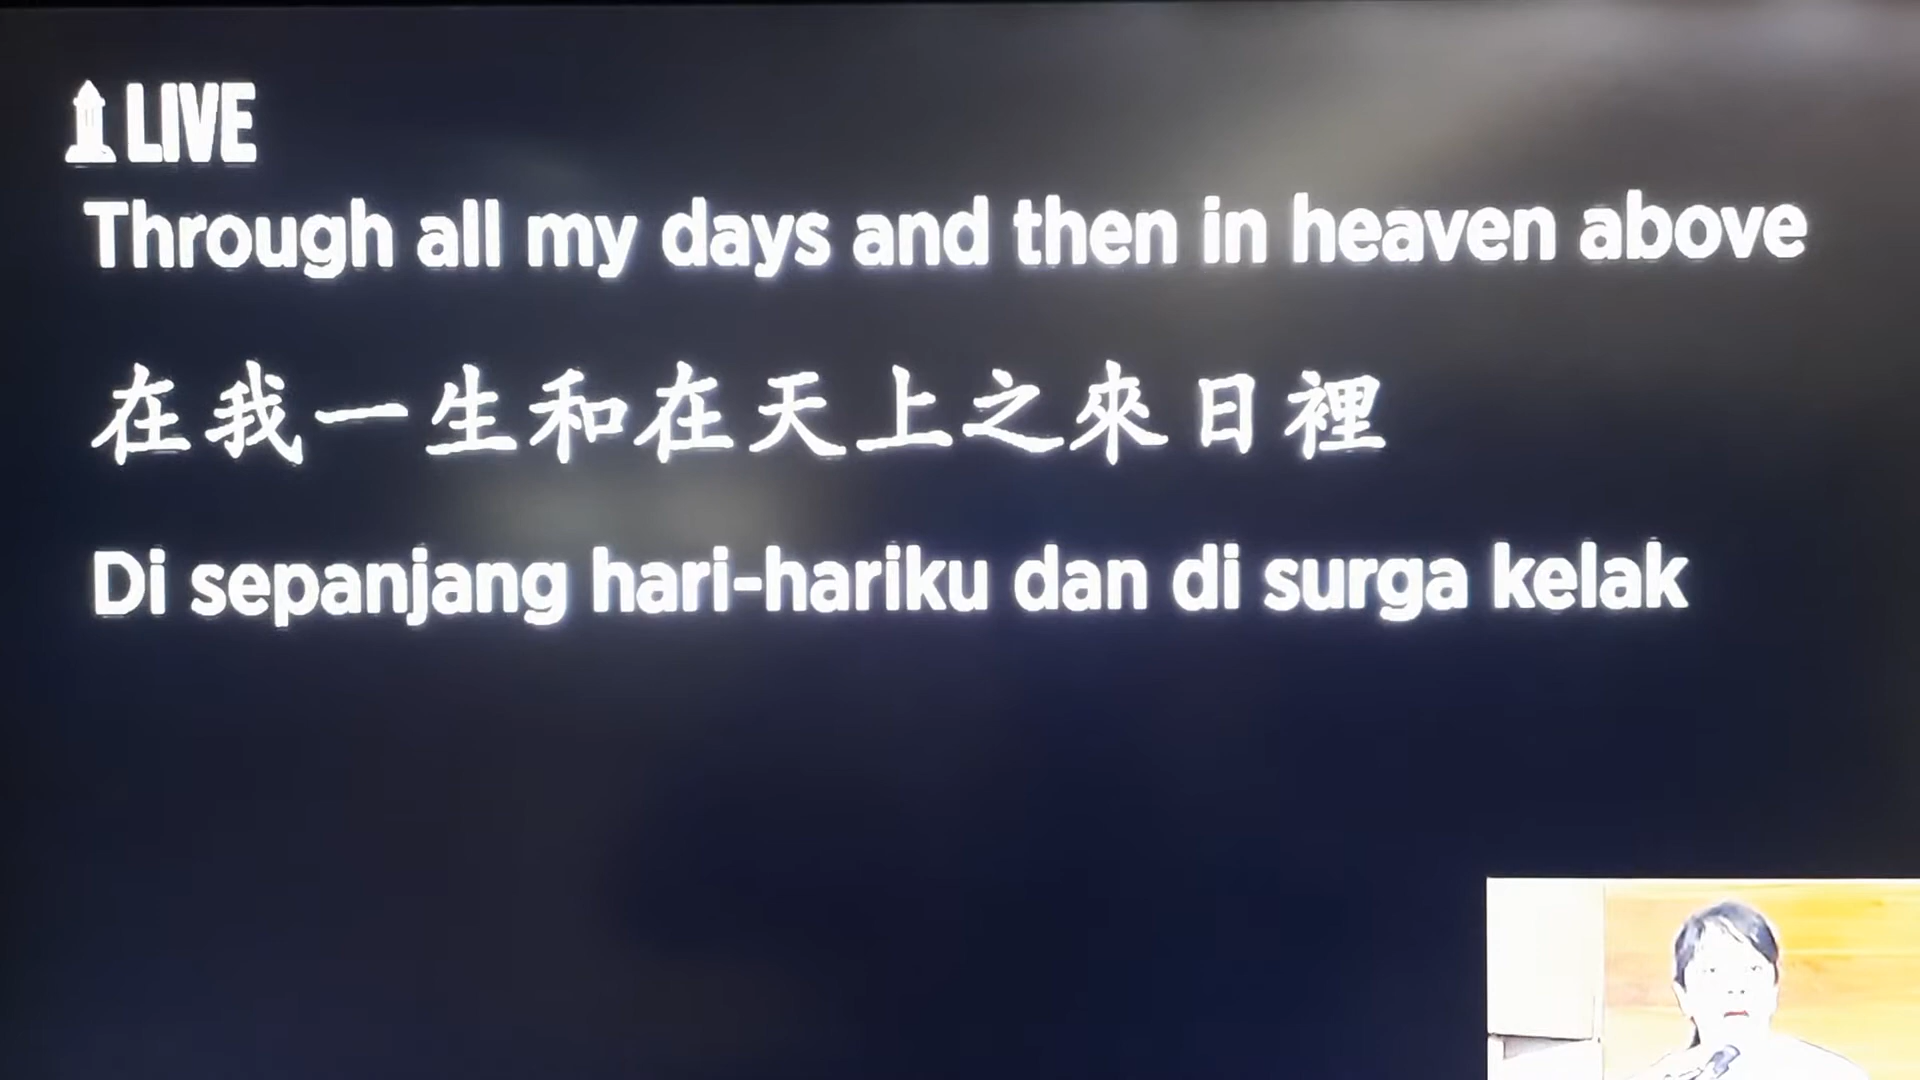 LIVE
Through all my days and then in heaven above
在我一生和在天上之來日裡
Di sepanjang hari-hariku dan di surga kelak